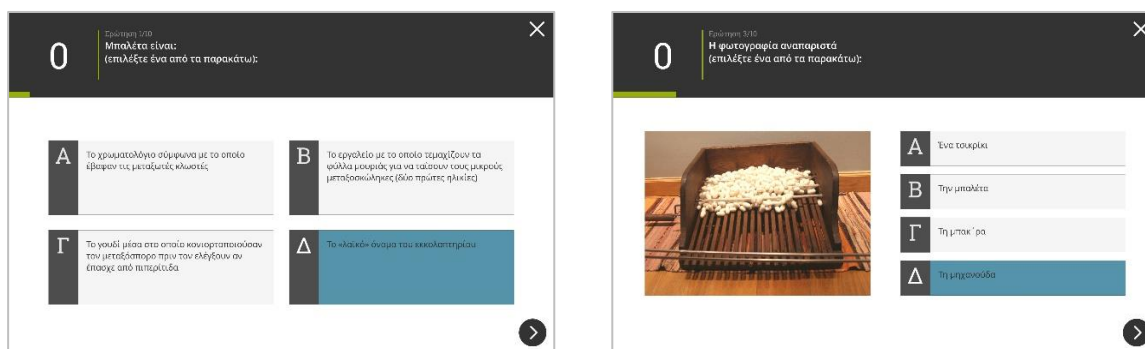 0
Ερώτηση 1/10
Μπαλέτα είναι:
(επιλέξτε ένα από τα παρακάτω):
Α
Το χρωματολόγιο σύμφωνα με το οποίο
έβαφαν τις μεταξωτές κλωστές
Β
Το εργαλείο με το οποίο τεμαχίζουν τα
φύλλα μουριάς για να ταΐσουν τους μικρούς
μεταξοσκώληκες (δύο πρώτες ηλικίες)
Γ
Το γουδί μέσα στο οποίο κονιορτοποιούσαν
τον μεταξόσπορο πριν τον ελέγξουν αν
έπασχε από πιπερίτιδα
Δ
Το «λαϊκό» όνομα του εκκολαπτηρίου
0
Ερώτηση 3/10
Η φωτογραφία αναπαριστά
(επιλέξτε ένα από τα παρακάτω):
Α
Ένα τσικρίκι
Β
Την μπαλέτα
Γ
Τη μπακ΄ρα
Δ
Τη μηχανούδα